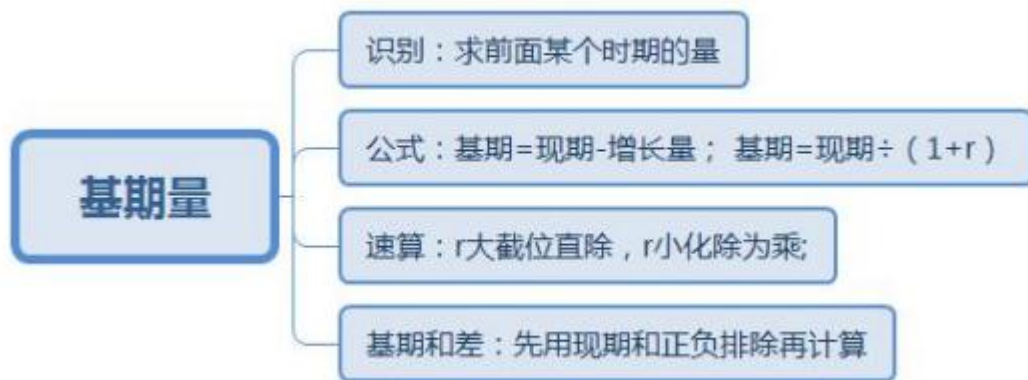 基期量
识别：求前面某个时期的量
公式：基期=现期-增长量； 基期=现期÷（1+r）
速算：r大截位直除，r小化除为乘;
基期和差：先用现期和正负排除再计算